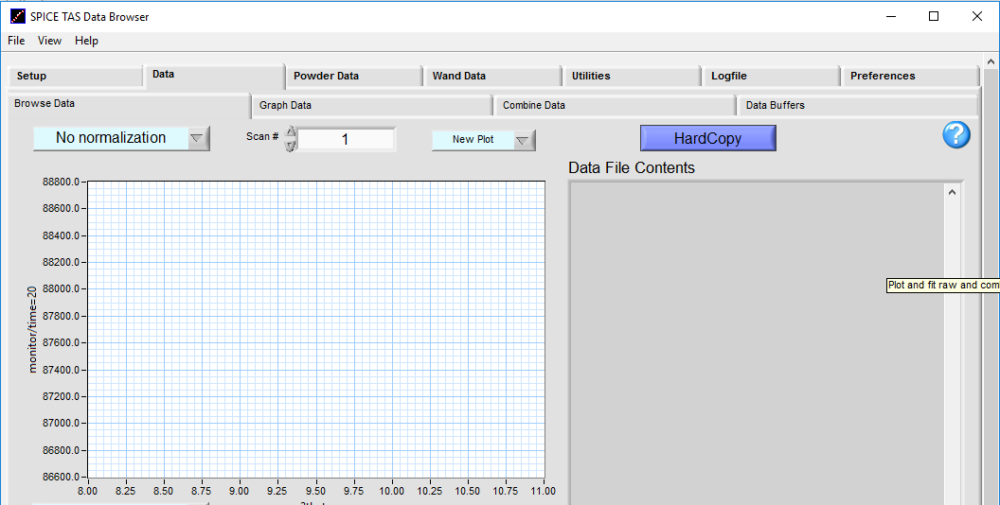 SPICE TAS Data Browser
File View Help
Setup Data Powder Data Wand Data Utilities Logfile Preferences
Browse Data Graph Data Combine Data Data Buffers
No normalization Scan # 1 New Plot HardCopy ?
Data File Contents
88800.0
88600.0
88400.0
88200.0
88000.0
87800.0
87600.0
87400.0
87200.0
87000.0
86800.0
86600.0
monitor/time=20
Plot and fit raw and com
8.00 8.25 8.50 8.75 9.00 9.25 9.50 9.75 10.00 10.25 10.50 10.75 11.00